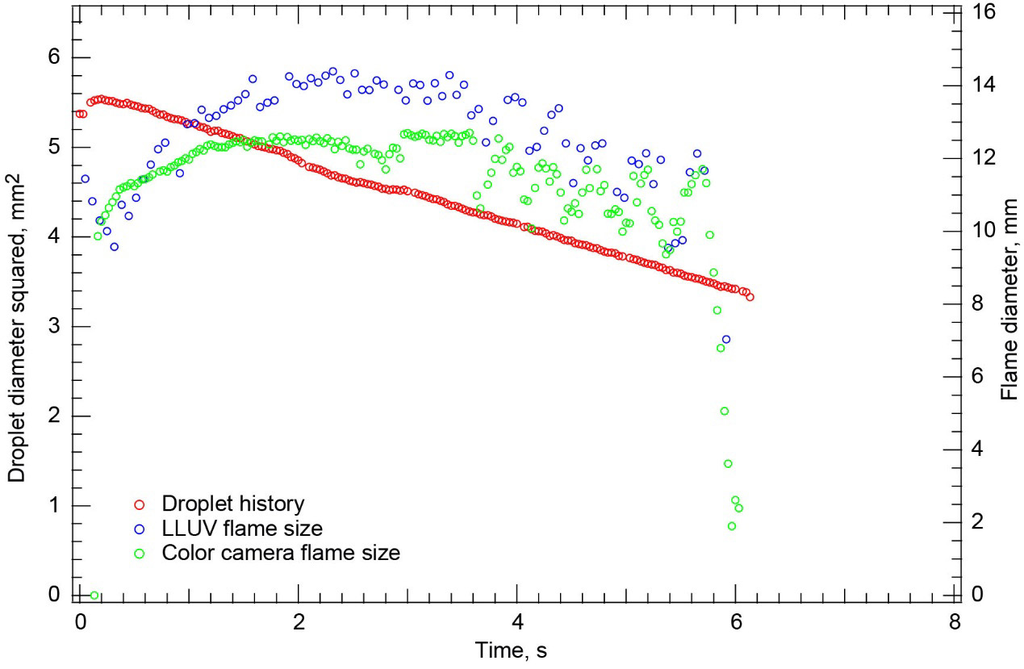 Droplet diameter squared, mm2
6
5
4
3
2
1
0
Droplet history
LLUV flame size
Color camera flame size
16
14
12
10
8
6
4
2
0
Flame diameter, mm
0 2 4 6 8
Time, s